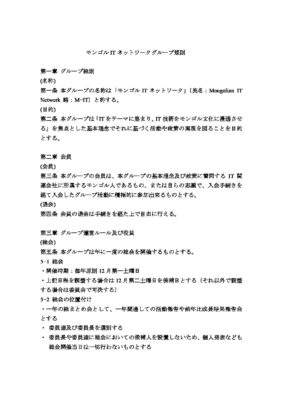 モンゴル IT ネットワークグループ規則
第一章 グループ総則
(名称)
第一条 本グループの名称は「モンゴル IT ネットワーク」(英名:Mongolian IT
Network 略:M-IT)と称する。
(目的)
第二条 本グループは「ITをテーマに集まり、IT 技術をモンゴル文化に浸透させ
る」を焦点とした基本理念でそれに基づく活動や政策の実現を図ることを目的
とする。
第二章 会員
(会員)
第三条 本グループの会員は、本グループの基本理念及び政策に賛同する IT 関
連会社に所属するモンゴル人であるもの、または自らの志願で、入会手続きを
経て入会したグループ活動に積極的に参加出来るものとする。
(退会)
第四条 会員の退会は手続きを経た上で自由に行える。
第三章 グループ運営ルール及び役員
(総会)
第五条 本グループは年に一度の総会を開催するものとする。
5-1 総会
・開催時期:毎年原則 12 月第一土曜日
・上記日程を調整する場合は 12 月第二土曜日を候補日とする(それ以外で調整
する場合は委員会で可決する)
5-2 総会の位置付け
・一年の総まとめ会として、一年間通しての活動報告や前年比成長結果報告会
とする
・ 委員達及び委員長を選別する
・ 委員長や委員達に総会においての候補人を設置しないため、個人発表なども
総会開催当日は一切行わないものとする